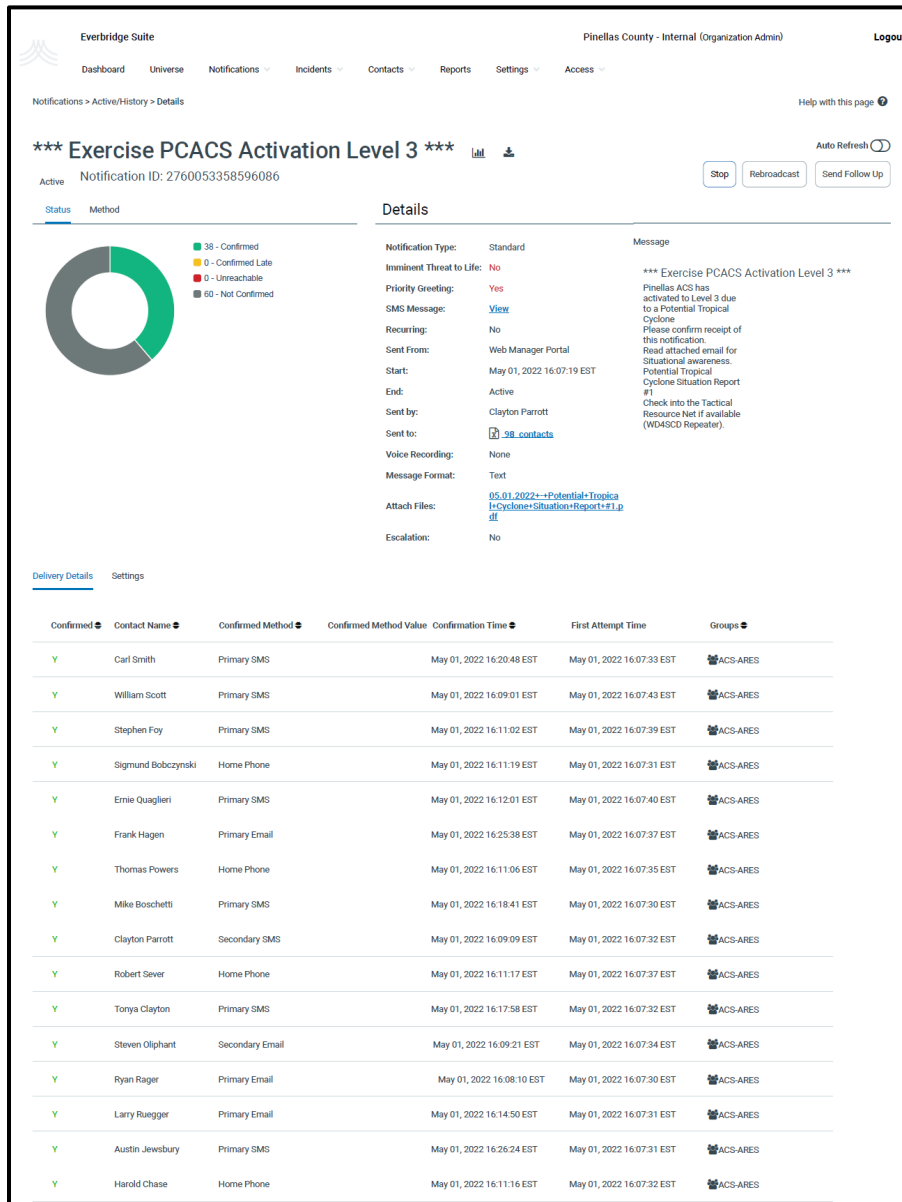 Everbridge Suite
Pinellas County - Internal (Organization Admin)
Logou
Dashboard Universe Notifications Incidents Contacts Reports Settings Access
Notifications > Active/History > Details
Help with this page ?
*** Exercise PCACS Activation Level 3 ***
Auto Refresh
Active Notification ID: 2760053358596086
Stop Rebroadcast Send Follow Up
Status Method
38 - Confirmed
0 - Confirmed Late
0 - Unreachable
60 - Not Confirmed
Details
Notification Type: Standard
Imminent Threat to Life: No
Priority Greeting: Yes
SMS Message: View
Recurring: No
Sent From: Web Manager Portal
Start: May 01, 2022 16:07:19 EST
End: Active
Sent by: Clayton Parrott
Sent to: 98 contacts
Voice Recording: None
Message Format: Text
Attach Files: 05.01.2022+-+Potential+Tropica
l+Cyclone+Situation+Report+#1.p
df
Escalation: No
Message
*** Exercise PCACS Activation Level 3 ***
Pinellas ACS has
activated to Level 3 due
to a Potential Tropical
Cyclone
Please confirm receipt of
this notification.
Read attached email for
Situational awareness.
Potential Tropical
Cyclone Situation Report
#1
Check into the Tactical
Resource Net if available
(WD4SCD Repeater).
Delivery Details Settings
Confirmed Contact Name Confirmed Method Confirmed Method Value Confirmation Time First Attempt Time Groups
Y Carl Smith Primary SMS May 01, 2022 16:20:48 EST May 01, 2022 16:07:33 EST ACS-ARES
Y William Scott Primary SMS May 01, 2022 16:09:01 EST May 01, 2022 16:07:43 EST ACS-ARES
Y Stephen Foy Primary SMS May 01, 2022 16:11:02 EST May 01, 2022 16:07:39 EST ACS-ARES
Y Sigmund Bobczynski Home Phone May 01, 2022 16:11:19 EST May 01, 2022 16:07:31 EST ACS-ARES
Y Ernie Quaglieri Primary SMS May 01, 2022 16:12:01 EST May 01, 2022 16:07:40 EST ACS-ARES
Y Frank Hagen Primary Email May 01, 2022 16:25:38 EST May 01, 2022 16:07:37 EST ACS-ARES
Y Thomas Powers Home Phone May 01, 2022 16:11:06 EST May 01, 2022 16:07:35 EST ACS-ARES
Y Mike Boschetti Primary SMS May 01, 2022 16:18:41 EST May 01, 2022 16:07:30 EST ACS-ARES
Y Clayton Parrott Secondary SMS May 01, 2022 16:09:09 EST May 01, 2022 16:07:32 EST ACS-ARES
Y Robert Sever Home Phone May 01, 2022 16:11:17 EST May 01, 2022 16:07:37 EST ACS-ARES
Y Tonya Clayton Primary SMS May 01, 2022 16:17:58 EST May 01, 2022 16:07:32 EST ACS-ARES
Y Steven Oliphant Secondary Email May 01, 2022 16:09:21 EST May 01, 2022 16:07:34 EST ACS-ARES
Y Ryan Rager Primary Email May 01, 2022 16:08:10 EST May 01, 2022 16:07:30 EST ACS-ARES
Y Larry Ruegger Primary Email May 01, 2022 16:14:50 EST May 01, 2022 16:07:31 EST ACS-ARES
Y Austin Jewsbury Primary SMS May 01, 2022 16:26:24 EST May 01, 2022 16:07:31 EST ACS-ARES
Y Harold Chase Home Phone May 01, 2022 16:11:16 EST May 01, 2022 16:07:32 EST ACS-ARES